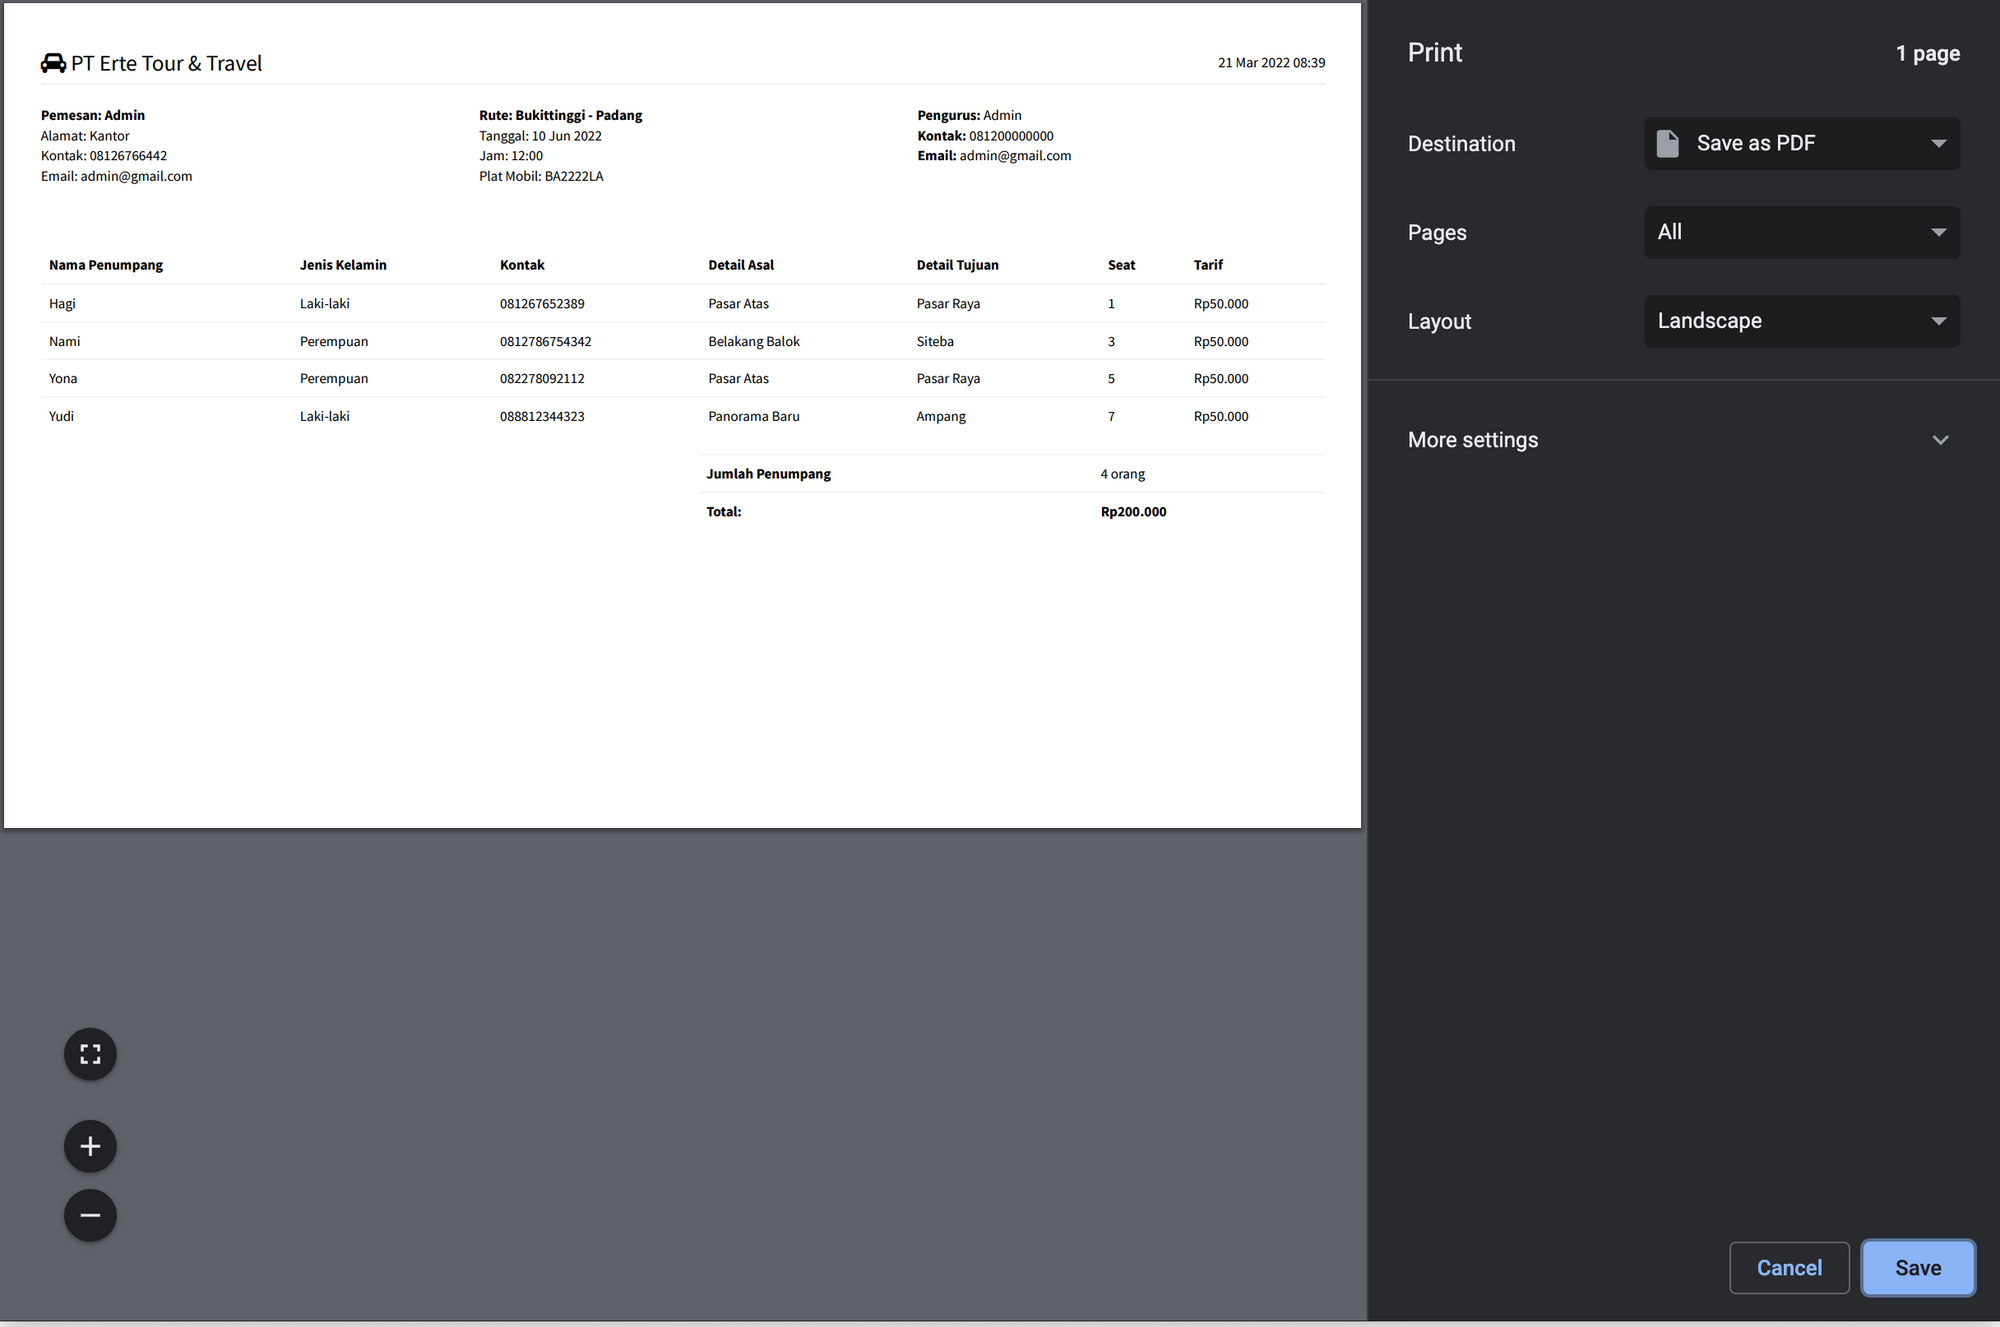 PT Erte Tour & Travel
21 Mar 2022 08:39
Pemesan: Admin
Alamat: Kantor
Kontak: 08126766442
Email: admin@gmail.com
Rute: Bukittinggi - Padang
Tanggal: 10 Jun 2022
Jam: 12:00
Plat Mobil: BA2222LA
Pengurus: Admin
Kontak: 081200000000
Email: admin@gmail.com
Nama Penumpang Jenis Kelamin Kontak Detail Asal Detail Tujuan Seat Tarif
Hagi Laki-laki 081267652389 Pasar Atas Pasar Raya 1 Rp50.000
Nami Perempuan 0812786754342 Belakang Balok Siteba 3 Rp50.000
Yona Perempuan 082278092112 Pasar Atas Pasar Raya 5 Rp50.000
Yudi Laki-laki 088812344323 Panorama Baru Ampang 7 Rp50.000
Jumlah Penumpang 4 orang
Total: Rp200.000
Print 1 page
Destination Save as PDF
Pages All
Layout Landscape
More settings
Cancel Save